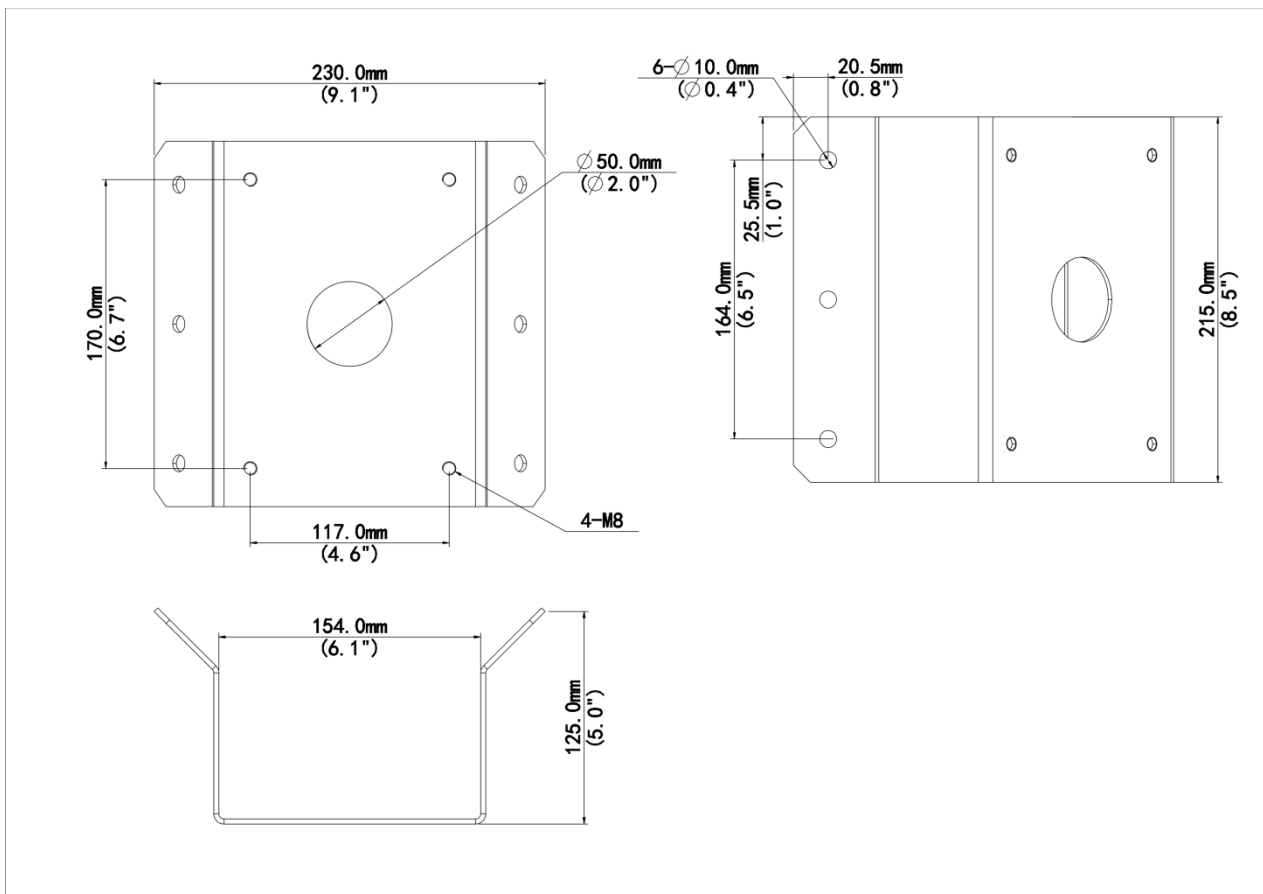 230.0mm
(9.1")
6-∅ 10.0mm
(∅ 0.4")
20.5mm
(0.8")
∅ 50.0mm
(∅ 2.0")
170.0mm
(6.7")
25.5mm
(1.0")
164.0mm
(6.5")
215.0mm
(8.5")
4-M8
117.0mm
(4.6")
154.0mm
(6.1")
125.0mm
(5.0")